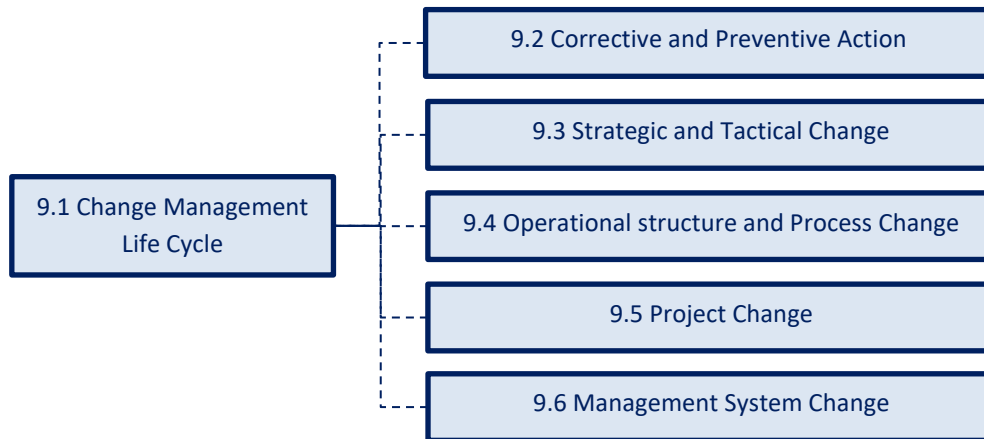 9.2 Corrective and Preventive Action
9.3 Strategic and Tactical Change
9.1 Change Management
Life Cycle
9.4 Operational structure and Process Change
9.5 Project Change
9.6 Management System Change